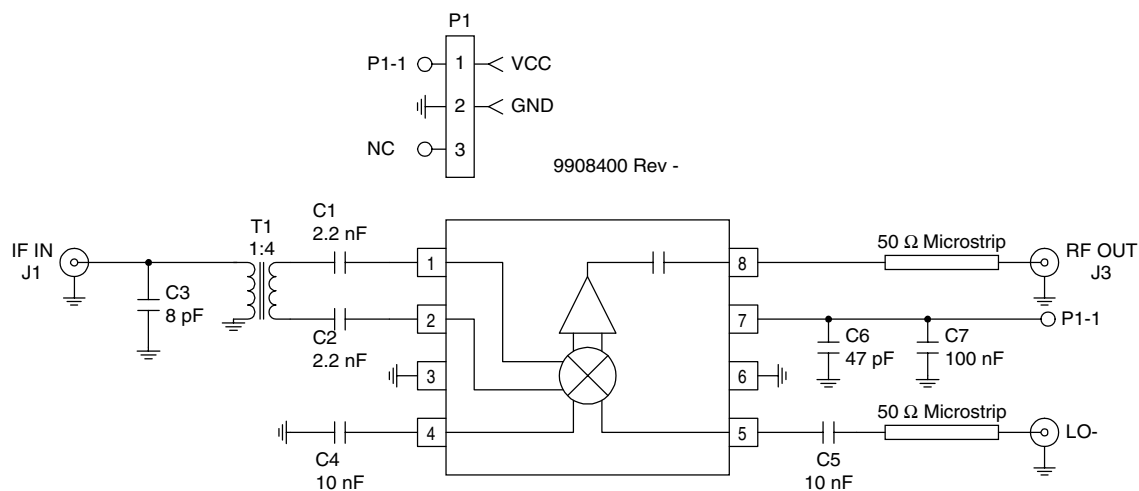 P1
P1-1
1
VCC
2
GND
NC
3
9908400 Rev -
C1
2.2 nF
T1
1:4
IF IN
J1
C3
8 pF
C2
2.2 nF
C4
10 nF
1
2
3
4
8
7
6
5
50 Ω Microstrip
RF OUT
J3
P1-1
C6
47 pF
C7
100 nF
50 Ω Microstrip
LO-
C5
10 nF